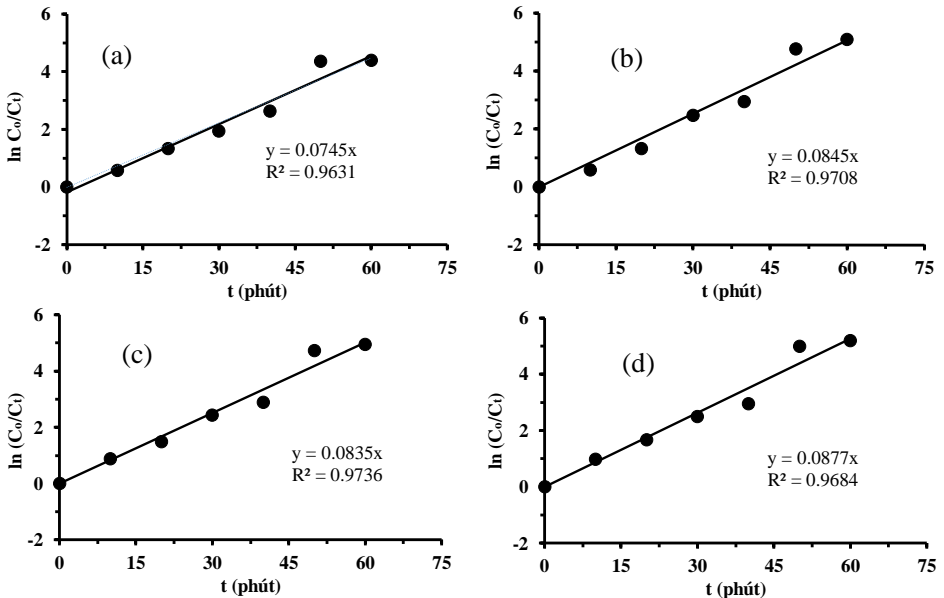 6
4
2
0
-2
ln Cₒ/Cₜ
(a)
y = 0.0745x
R² = 0.9631
0 15 30 45 60 75
t (phút)
6
4
2
0
-2
ln (Cₒ/Cₜ)
(b)
y = 0.0845x
R² = 0.9708
0 15 30 45 60 75
t (phút)
6
4
2
0
-2
ln (Cₒ/Cₜ)
(c)
y = 0.0835x
R² = 0.9736
0 15 30 45 60 75
t (phút)
6
4
2
0
-2
ln (Cₒ/Cₜ)
(d)
y = 0.0877x
R² = 0.9684
0 15 30 45 60 75
t (phút)